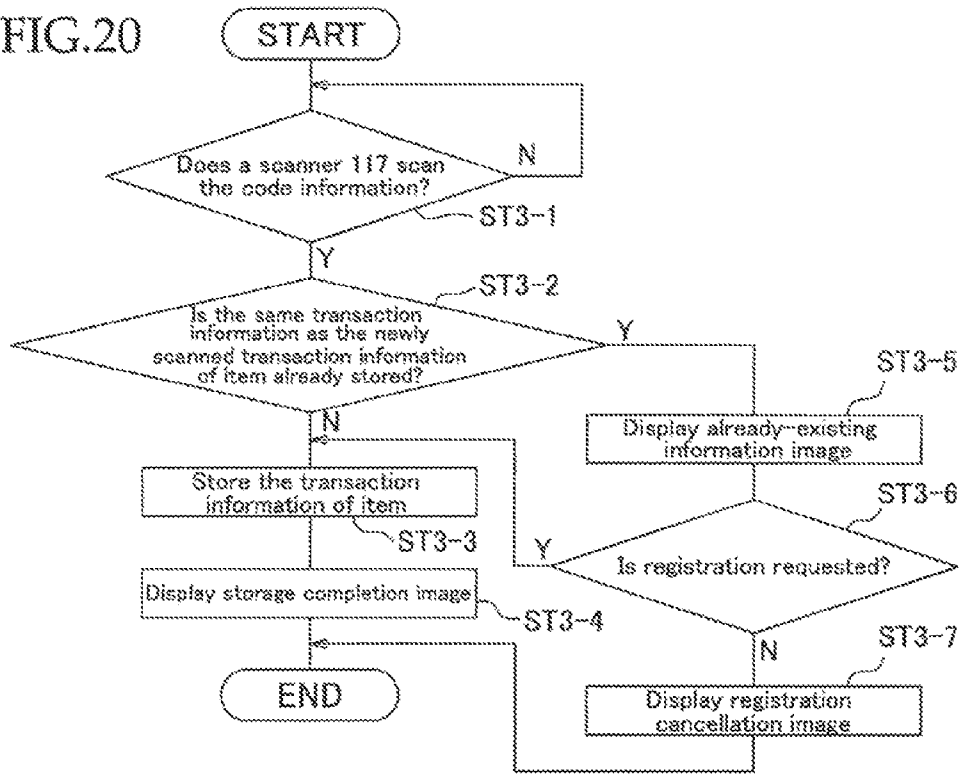 FIG.20
START
Does a scanner 117 scan
the code information?
N
ST3-1
Y
ST3-2
Is the same transaction
information as the newly
scanned transaction information
of item already stored?
Y
N
ST3-5
Display already-existing
information image
Store the transaction
information of item
ST3-3
ST3-6
Is registration requested?
Y
Display storage completion image
ST3-4
N
ST3-7
END
Display registration
cancellation image